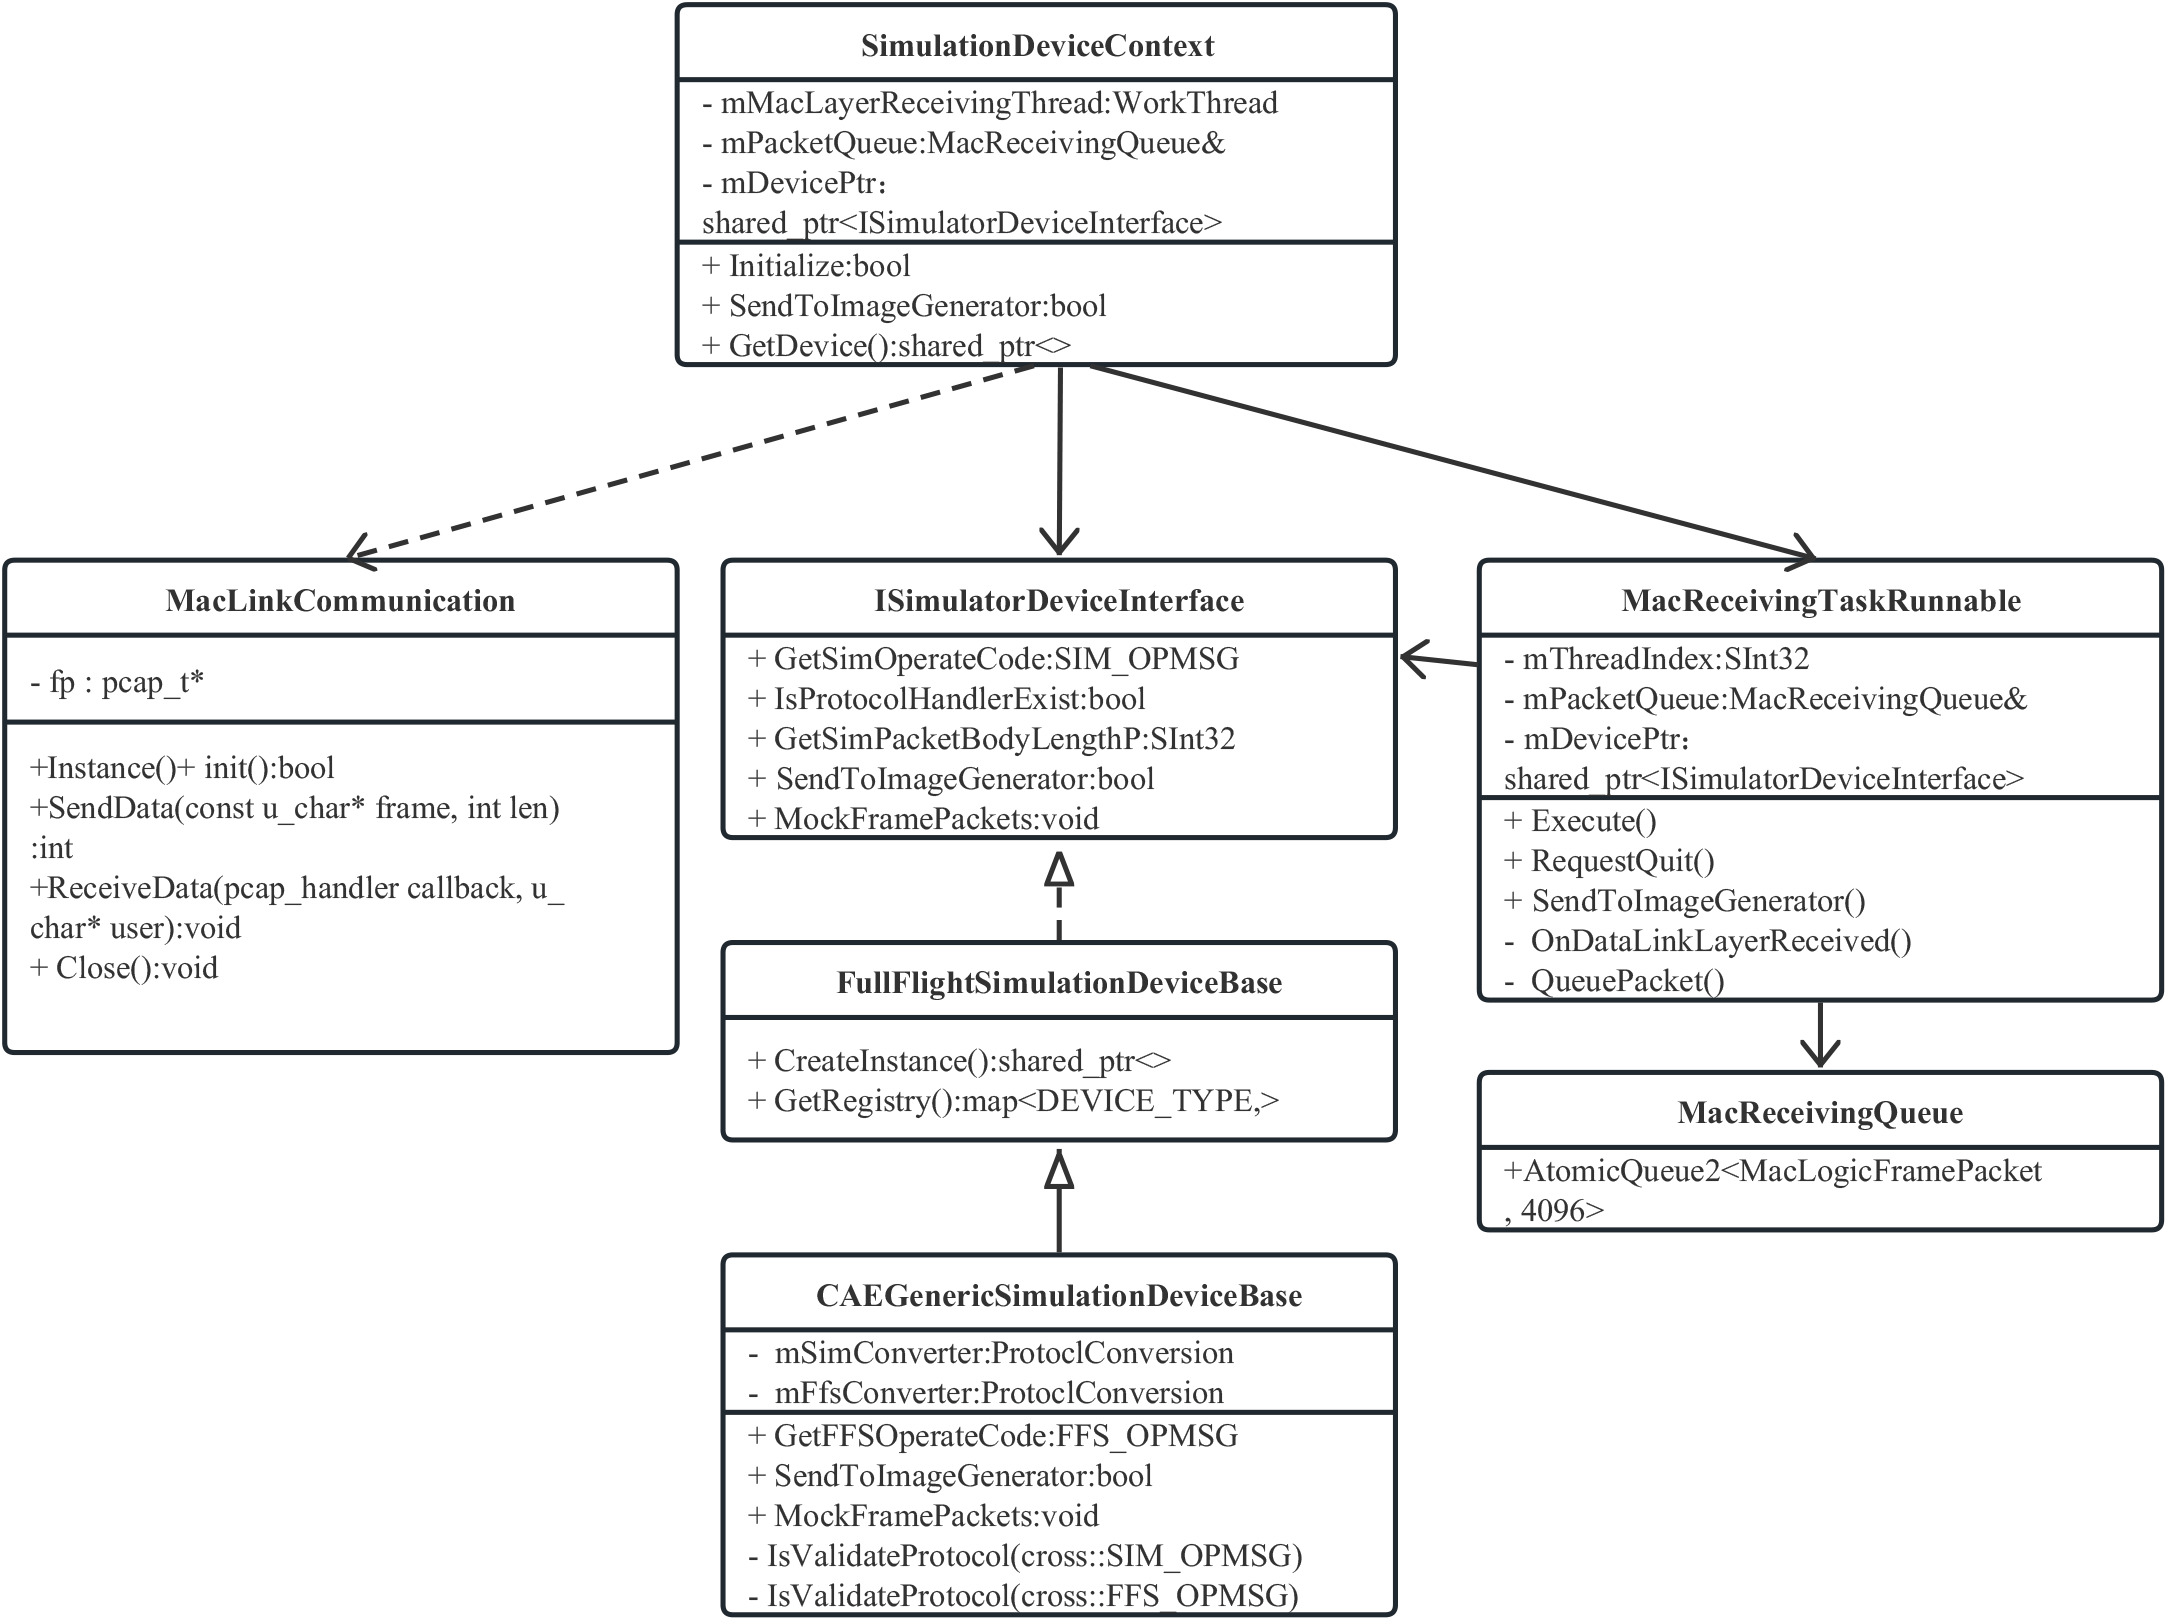 SimulationDeviceContext
- mMacLayerReceivingThread:WorkThread
- mPacketQueue:MacReceivingQueue&
- mDevicePtr：
shared_ptr<ISimulatorDeviceInterface>
+ Initialize:bool
+ SendToImageGenerator:bool
+ GetDevice():shared_ptr<>
MacLinkCommunication
- fp : pcap_t*
+Instance()+ init():bool
+SendData(const u_char* frame, int len)
:int
+ReceiveData(pcap_handler callback, u_
char* user):void
+ Close():void
ISimulatorDeviceInterface
+ GetSimOperateCode:SIM_OPMSG
+ IsProtocolHandlerExist:bool
+ GetSimPacketBodyLengthP:SInt32
+ SendToImageGenerator:bool
+ MockFramePackets:void
MacReceivingTaskRunnable
- mThreadIndex:SInt32
- mPacketQueue:MacReceivingQueue&
- mDevicePtr：
shared_ptr<ISimulatorDeviceInterface>
+ Execute()
+ RequestQuit()
+ SendToImageGenerator()
- OnDataLinkLayerReceived()
- QueuePacket()
FullFlightSimulationDeviceBase
+ CreateInstance():shared_ptr<>
+ GetRegistry():map<DEVICE_TYPE,>
MacReceivingQueue
+AtomicQueue2<MacLogicFramePacket
, 4096>
CAEGenericSimulationDeviceBase
- mSimConverter:ProtoclConversion
- mFfsConverter:ProtoclConversion
+ GetFFSOperateCode:FFS_OPMSG
+ SendToImageGenerator:bool
+ MockFramePackets:void
- IsValidateProtocol(cross::SIM_OPMSG)
- IsValidateProtocol(cross::FFS_OPMSG)